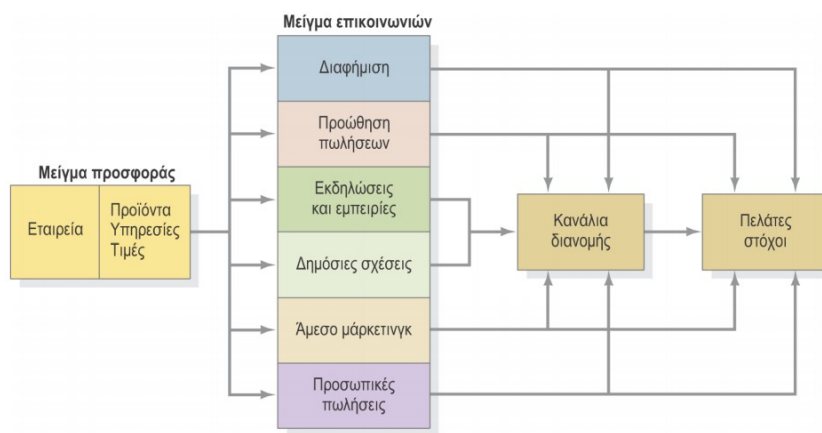 Μείγμα επικοινωνιών
Διαφήμιση
Προώθηση
πωλήσεων
Μείγμα προσφοράς
Εταιρεία
Προϊόντα
Υπηρεσίες
Τιμές
Εκδηλώσεις
και εμπειρίες
Δημόσιες σχέσεις
Άμεσο μάρκετινγκ
Προσωπικές
πωλήσεις
Κανάλια
διανομής
Πελάτες
στόχοι